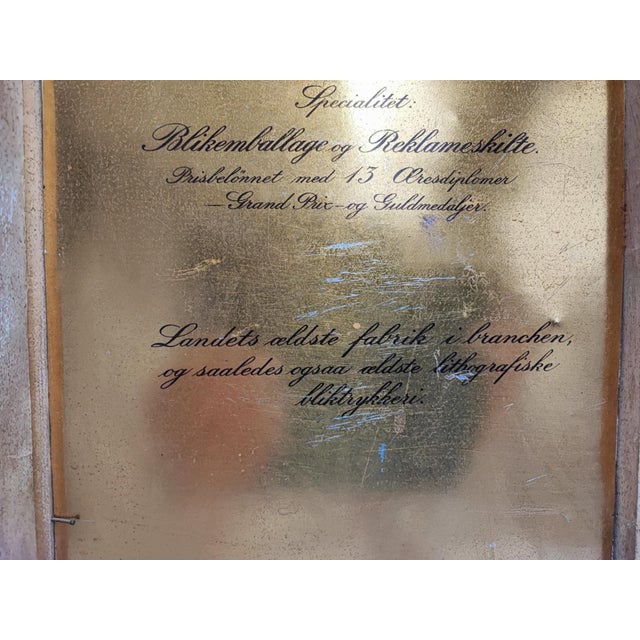 Specialitet:
Blikemballage og Reklameskilte.
Prisbelönnet med 13 Æresdiplomer
— Grand Prix — og Guldmedaljer.
Landets ældste fabrik i branchen,
og saaledes ogsaa ældste lithografiske
bliktrykkeri.